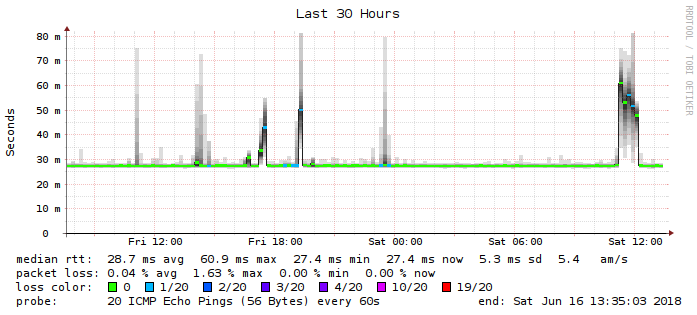 Last 30 Hours
RRDTOOL / TOBI OETIKER
Seconds
80 m
70 m
60 m
50 m
40 m
30 m
20 m
10 m
0
Fri 12:00 Fri 18:00 Sat 00:00 Sat 06:00 Sat 12:00
median rtt: 28.7 ms avg 60.9 ms max 27.4 ms min 27.4 ms now 5.3 ms sd 5.4 am/s
packet loss: 0.04 % avg 1.63 % max 0.00 % min 0.00 % now
loss color: 0 1/20 2/20 3/20 4/20 10/20 19/20
probe: 20 ICMP Echo Pings (56 Bytes) every 60s end: Sat Jun 16 13:35:03 2018